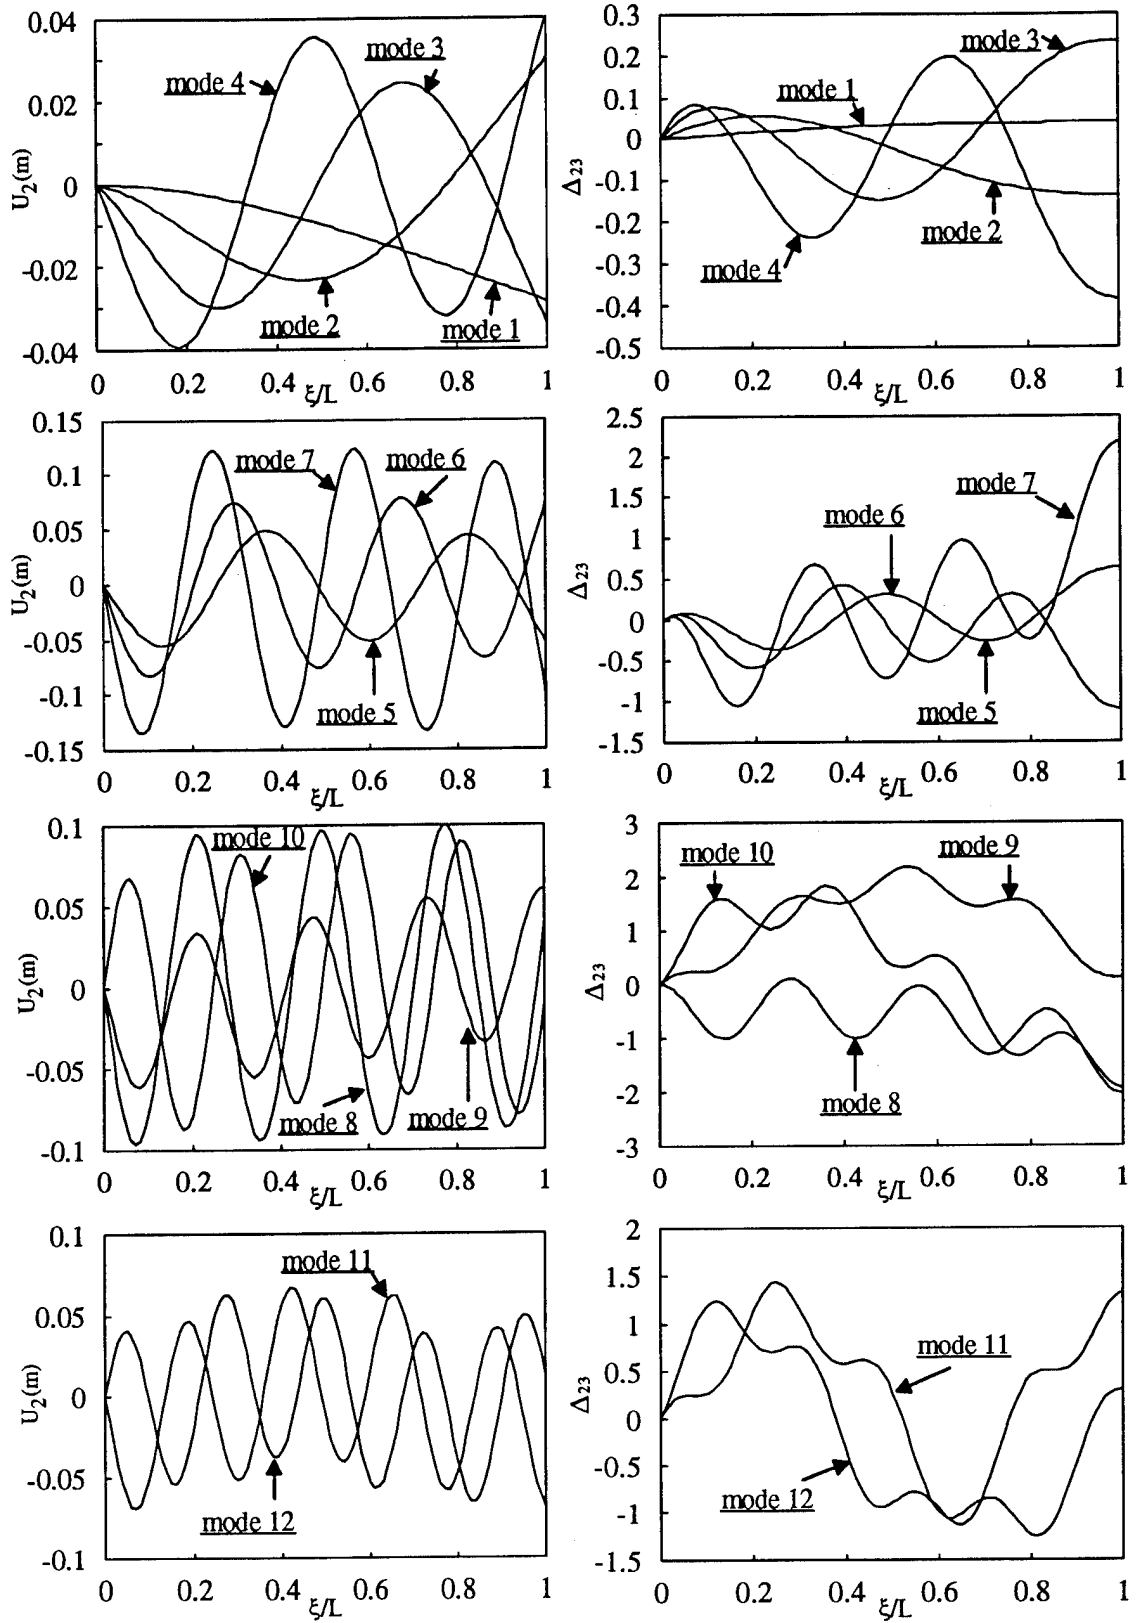 0.04
0.02
0
-0.02
-0.04
U2(m)
mode 4
mode 3
mode 2
mode 1
0 0.2 0.4 0.6 0.8 1
ξ/L
0.3
0.2
0.1
0
-0.1
-0.2
-0.3
-0.4
-0.5
Δ23
mode 3
mode 1
mode 2
mode 4
0 0.2 0.4 0.6 0.8 1
ξ/L
0.15
0.1
0.05
0
-0.05
-0.1
-0.15
U2(m)
mode 7
mode 6
mode 5
0 0.2 0.4 0.6 0.8 1
ξ/L
2.5
2
1.5
1
0.5
0
-0.5
-1
-1.5
Δ23
mode 7
mode 6
mode 5
0 0.2 0.4 0.6 0.8 1
ξ/L
0.1
0.05
0
-0.05
-0.1
U2(m)
mode 10
mode 8
mode 9
0 0.2 0.4 0.6 0.8 1
ξ/L
3
2
1
0
-1
-2
-3
Δ23
mode 10
mode 9
mode 8
0 0.2 0.4 0.6 0.8 1
ξ/L
0.1
0.05
0
-0.05
-0.1
U2(m)
mode 11
mode 12
0 0.2 0.4 0.6 0.8 1
ξ/L
2
1.5
1
0.5
0
-0.5
-1
-1.5
Δ23
mode 11
mode 12
0 0.2 0.4 0.6 0.8 1
ξ/L